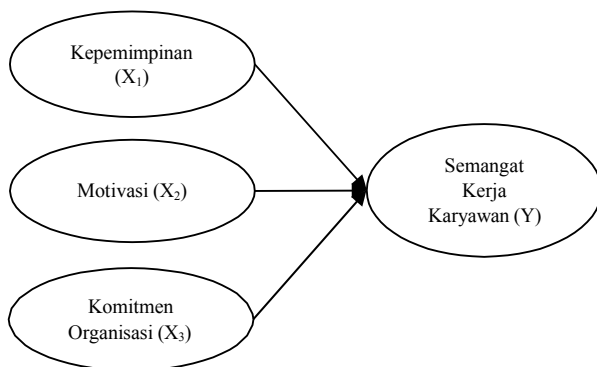 Kepemimpinan
(X₁)
Motivasi (X₂)
Semangat
Kerja
Karyawan (Y)
Komitmen
Organisasi (X₃)